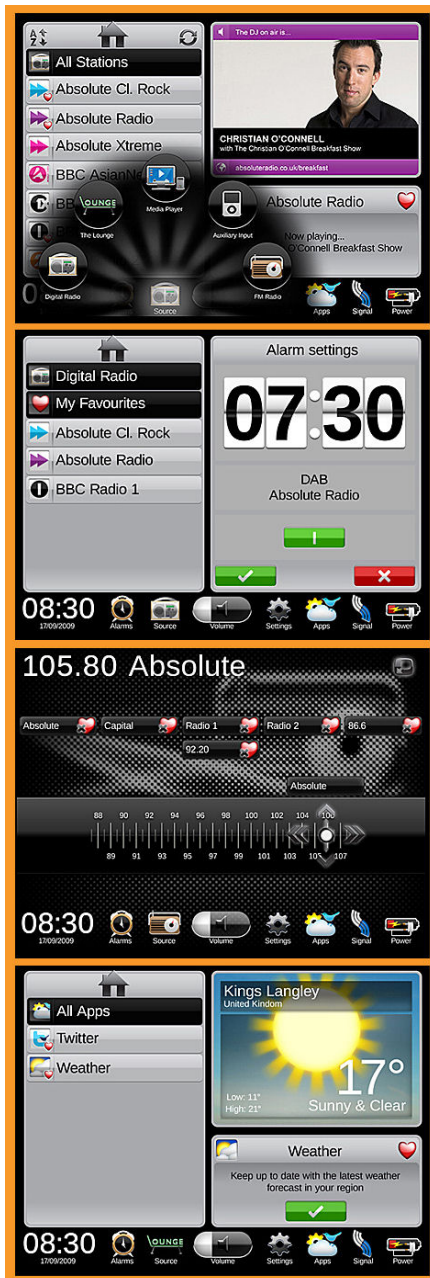 A
Z
All Stations
Absolute Cl. Rock
Absolute Radio
Absolute Xtreme
BBC AsianNe
The DJ on air is...
CHRISTIAN O'CONNELL
with The Christian O'Connell Breakfast Show
absoluteradio.co.uk/breakfast
Absolute Radio
Now playing...
O'Connell Breakfast Show
LOUNGE
The Lounge
Media Player
Auxiliary Input
Digital Radio
FM Radio
Source
Apps
Signal
Power
Digital Radio
My Favourites
Absolute Cl. Rock
Absolute Radio
BBC Radio 1
Alarm settings
07:30
DAB
Absolute Radio
08:30
17/09/2009
Alarms
Source
Volume
Settings
Apps
Signal
Power
105.80 Absolute
Absolute
Capital
Radio 1
Radio 2
86.6
92.20
Absolute
88 90 92 94 96 98 100 102 104 106
89 91 93 95 97 99 101 103 105 107
08:30
17/09/2009
Alarms
Source
Volume
Settings
Apps
Signal
Power
All Apps
Twitter
Weather
Kings Langley
United Kindom
17°
Low: 11°
High: 21°
Sunny & Clear
Weather
Keep up to date with the latest weather
forecast in your region
08:30
17/09/2009
Alarms
LOUNGE
Source
Volume
Settings
Apps
Signal
Power